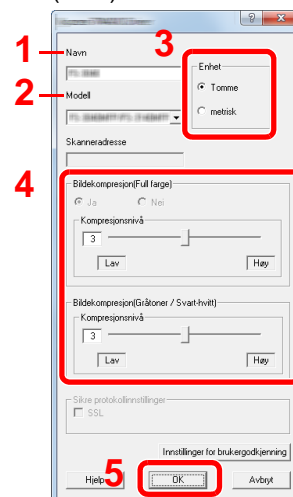 1 Navn
3
Enhet
Tomme
metrisk
2 Modell
Skanneradresse
4
Bildekompresjon(Full farge)
Ja Nei
Kompresjonsnivå
3
Lav Høy
Bildekompresjon(Gråtoner / Svart-hvitt)
Kompresjonsnivå
3
Lav Høy
Sikre protokollinnstillinger
SSL
Innstillinger for brukergodkjenning
Hjelp 5 OK Avbryt